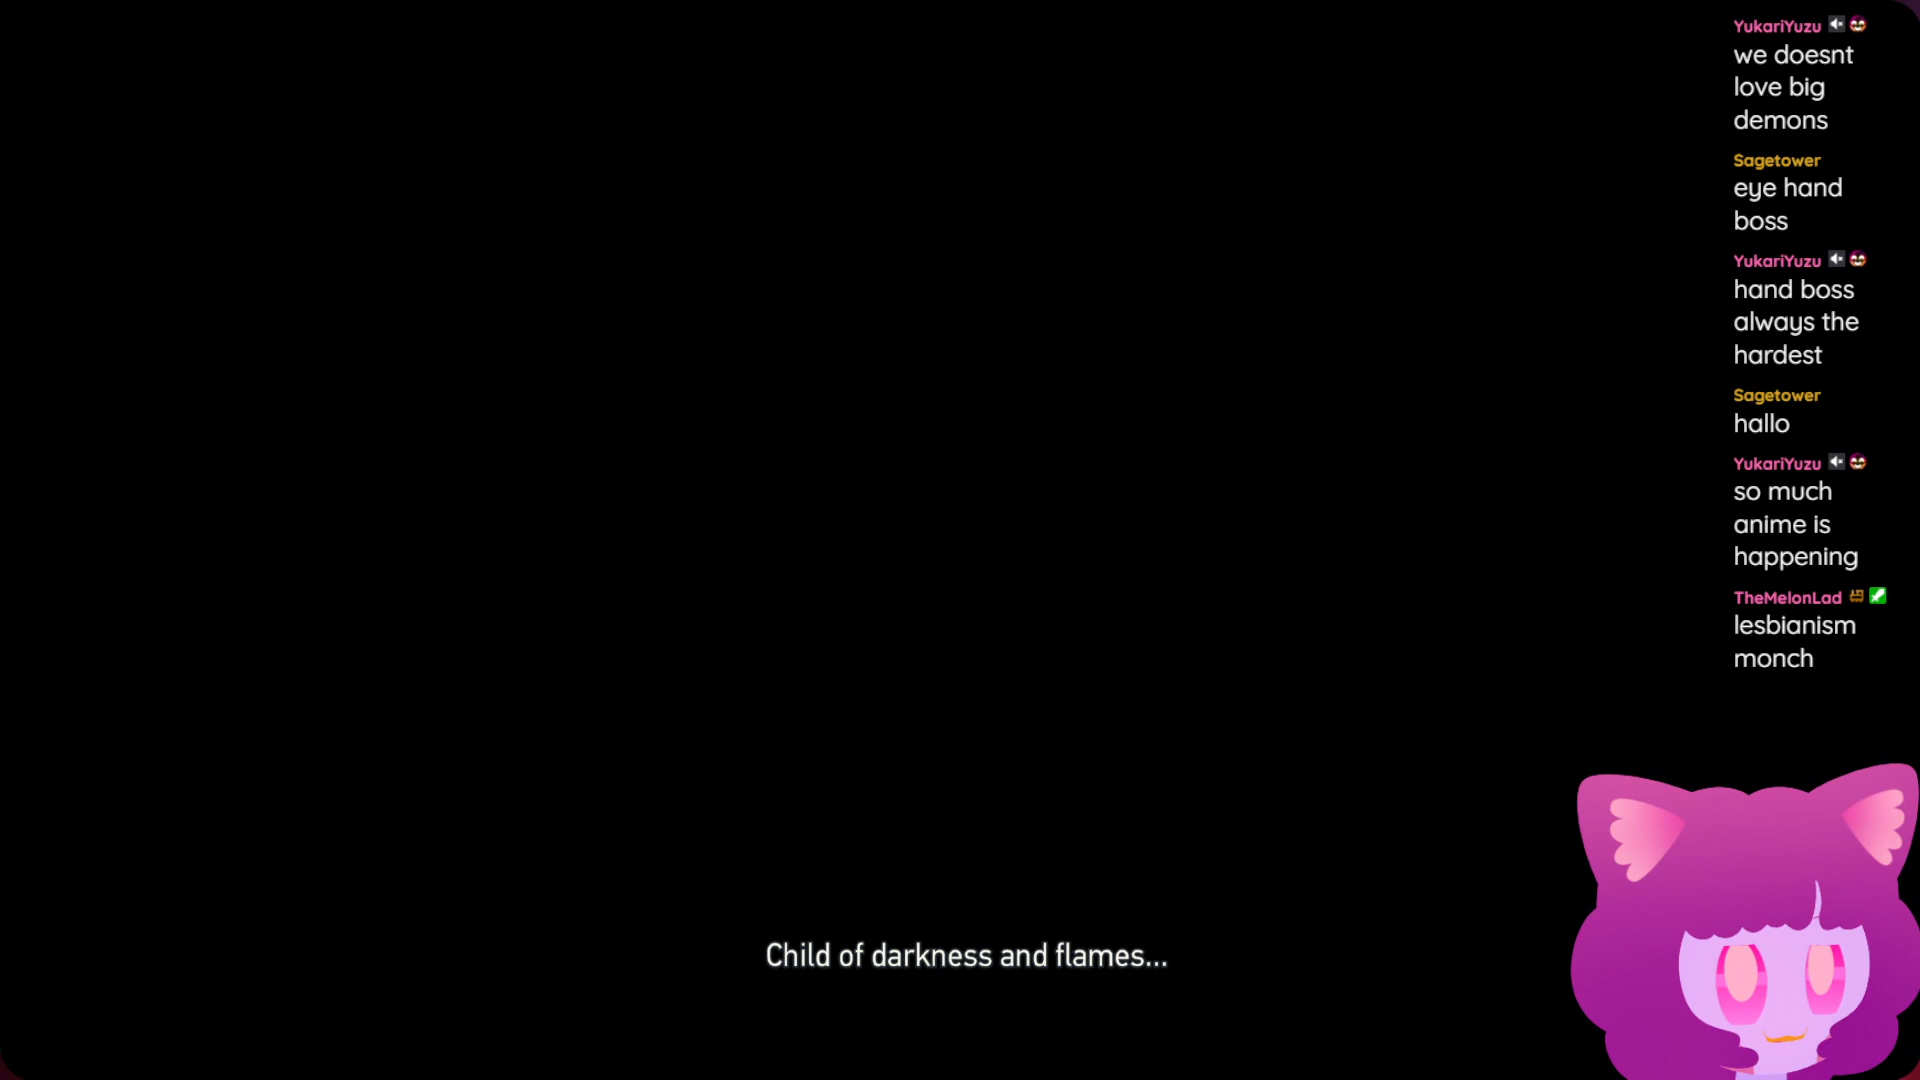 YukariYuzu
we doesnt
love big
demons
Sagetower
eye hand
boss
YukariYuzu
hand boss
always the
hardest
Sagetower
hallo
YukariYuzu
so much
anime is
happening
TheMelonLad
lesbianism
monch
Child of darkness and flames...